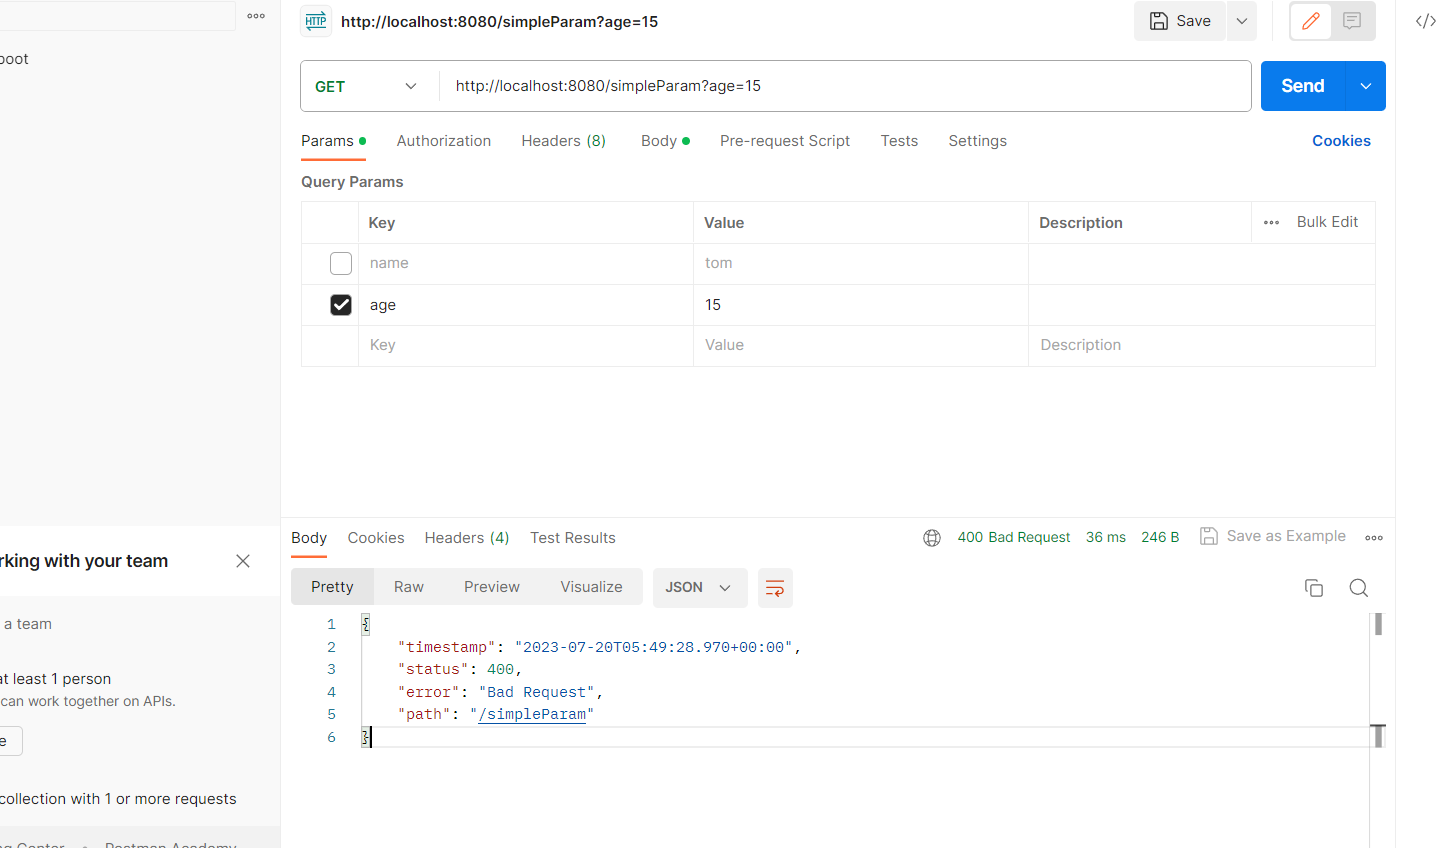 HTTP http://localhost:8080/simpleParam?age=15 Save
oot
GET http://localhost:8080/simpleParam?age=15 Send
Params Authorization Headers (8) Body Pre-request Script Tests Settings Cookies
Query Params
Key Value Description Bulk Edit
name tom
age 15
Key Value Description
Body Cookies Headers (4) Test Results 400 Bad Request 36 ms 246 B Save as Example
rking with your team
Pretty Raw Preview Visualize JSON
a team
at least 1 person
can work together on APIs.
e
collection with 1 or more requests
ng Center Postman Academy
1 {
2 "timestamp": "2023-07-20T05:49:28.970+00:00",
3 "status": 400,
4 "error": "Bad Request",
5 "path": "/simpleParam"
6 }